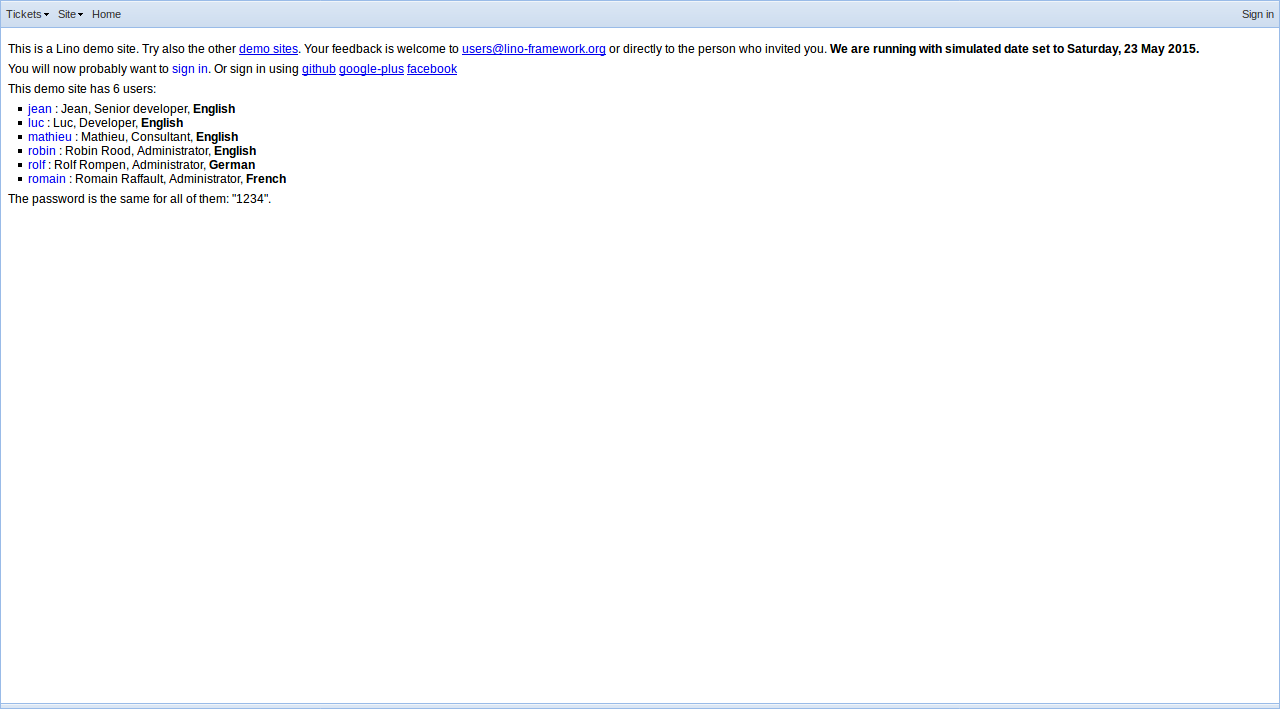 Tickets Site Home Sign in
This is a Lino demo site. Try also the other demo sites. Your feedback is welcome to users@lino-framework.org or directly to the person who invited you. We are running with simulated date set to Saturday, 23 May 2015.
You will now probably want to sign in. Or sign in using github google-plus facebook
This demo site has 6 users:
jean : Jean, Senior developer, English
luc : Luc, Developer, English
mathieu : Mathieu, Consultant, English
robin : Robin Rood, Administrator, English
rolf : Rolf Rompen, Administrator, German
romain : Romain Raffault, Administrator, French
The password is the same for all of them: "1234".